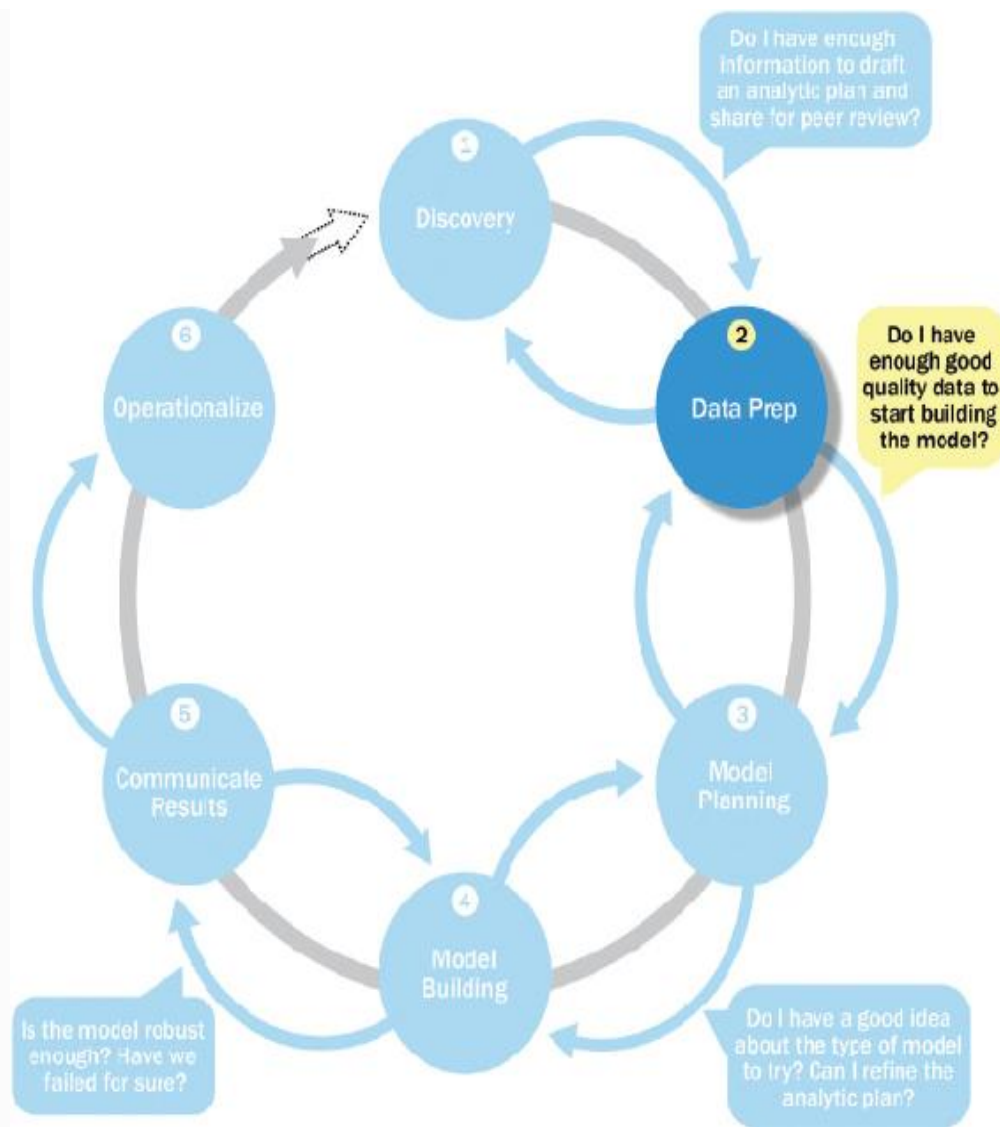 Do I have enough
information to draft
an analytic plan and
share for peer review?
1
Discovery
2
Data Prep
Do I have
enough good
quality data to
start building
the model?
3
Model
Planning
Do I have a good idea
about the type of model
to try? Can I refine the
analytic plan?
4
Model
Building
Is the model robust
enough? Have we
failed for sure?
5
Communicate
Results
6
Operationalize